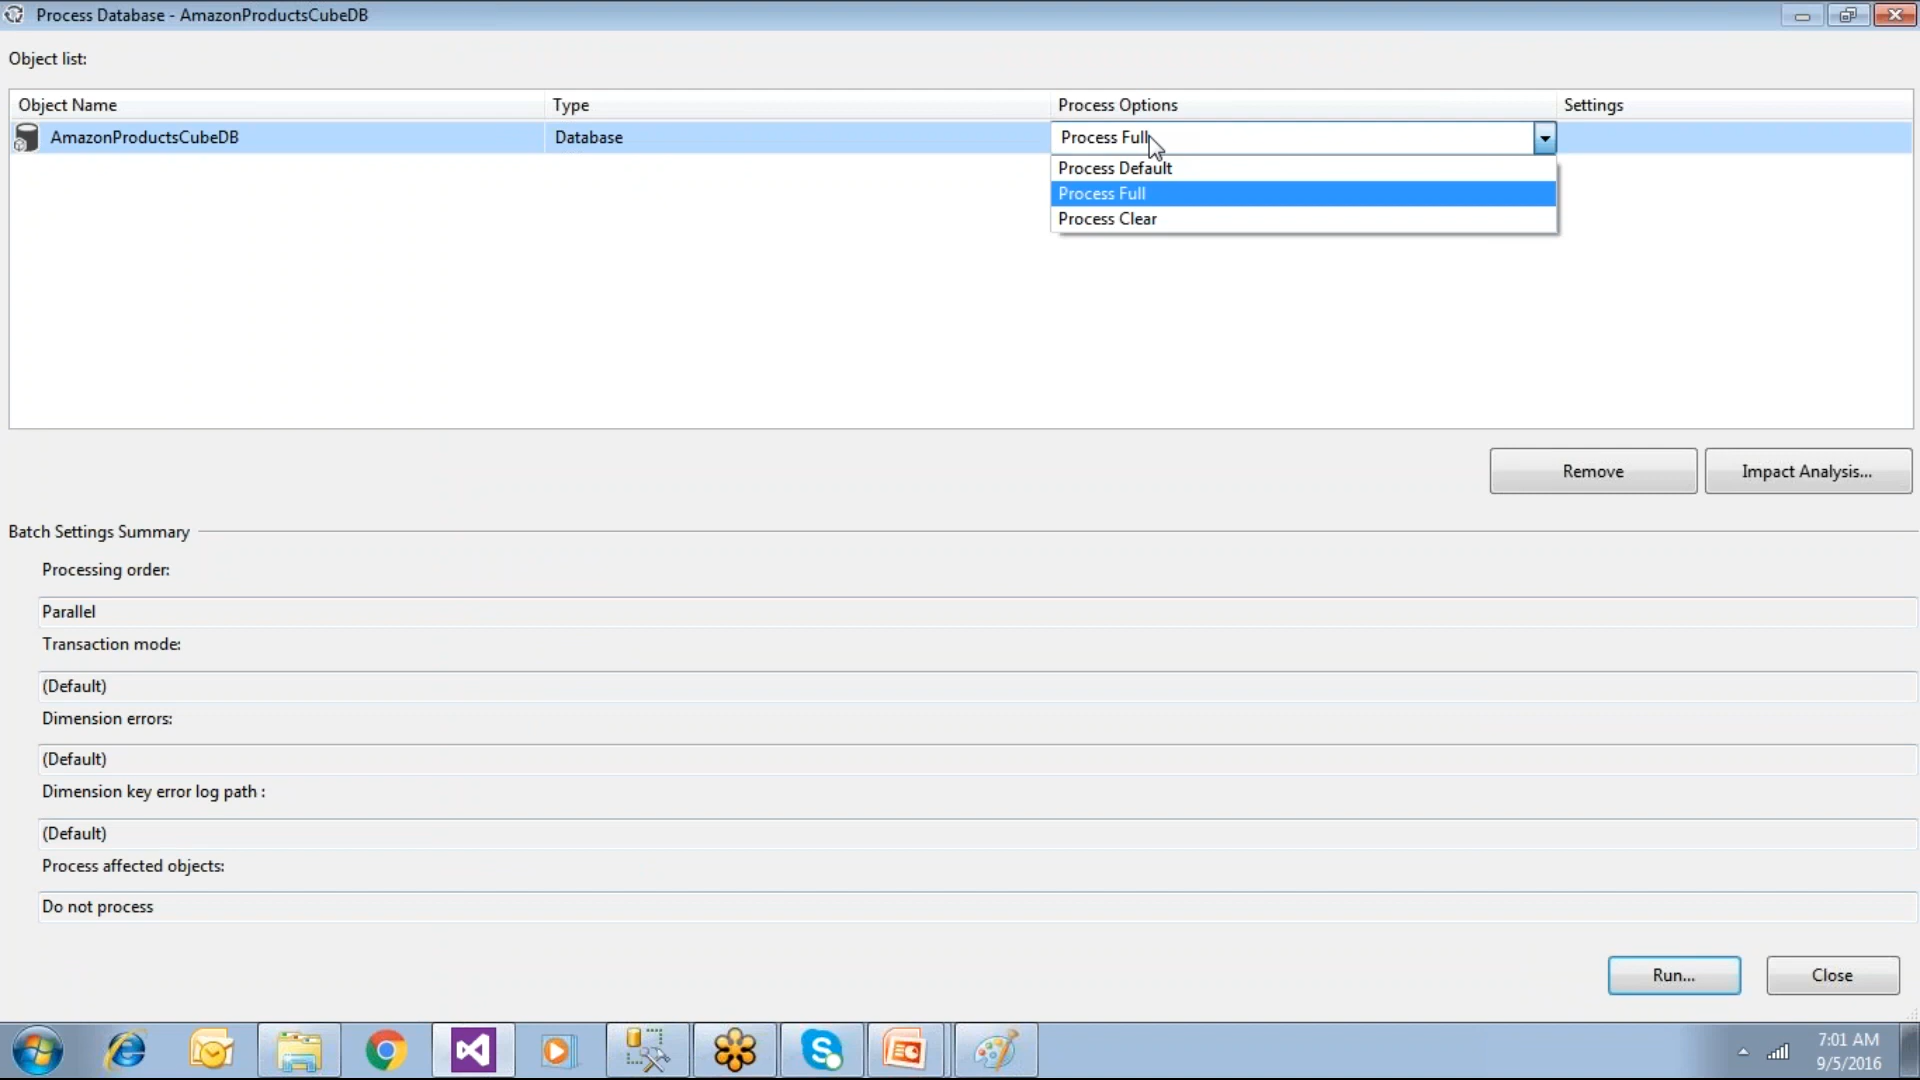 Process Database - AmazonProductsCubeDB
Object list:
Object Name Type Process Options Settings
AmazonProductsCubeDB Database Process Full
Process Default
Process Full
Process Clear
Remove Impact Analysis...
Batch Settings Summary
Processing order:
Parallel
Transaction mode:
(Default)
Dimension errors:
(Default)
Dimension key error log path :
(Default)
Process affected objects:
Do not process
Run... Close
7:01 AM
9/5/2016